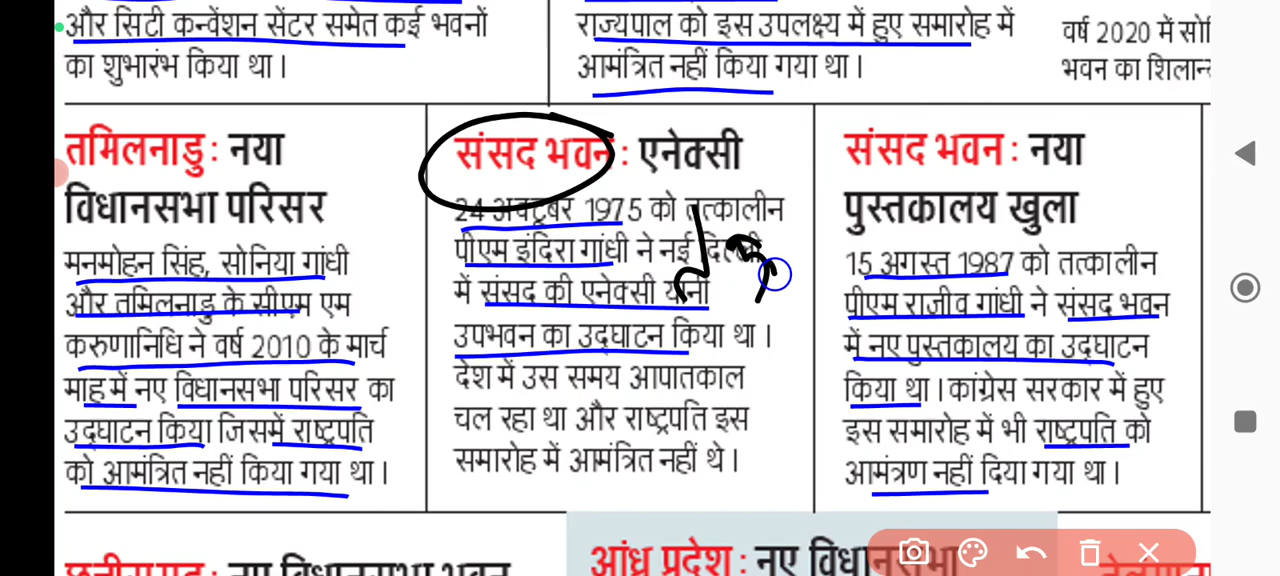 और सिटी कन्वेंशन सेंटर समेत कई भवनों
का शुभारंभ किया था।
राज्यपाल को इस उपलक्ष्य में हुए समारोह में
आमंत्रित नहीं किया गया था।
वर्ष 2020 में
भवन का
तमिलनाडु: नया
विधानसभा परिसर
मनमोहन सिंह, सोनिया गांधी
और तमिलनाडु के सीएम एम
करुणानिधि ने वर्ष 2010 के मार्च
माह में नए विधानसभा परिसर का
उद्घाटन किया जिसमें राष्ट्रपति
को आमंत्रित नहीं किया गया था।
संसद भवन: एनेक्सी
24 अक्टूबर 1975 को तत्कालीन
पीएम इंदिरा गांधी ने नई दिल्ली
में संसद की एनेक्सी यानी
उपभवन का उद्घाटन किया था।
देश में उस समय आपातकाल
चल रहा था और राष्ट्रपति इस
समारोह में आमंत्रित नहीं थे।
संसद भवन: नया
पुस्तकालय खुला
15 अगस्त 1987 को तत्कालीन
पीएम राजीव गांधी ने संसद भवन
में नए पुस्तकालय का उद्घाटन
किया था। कांग्रेस सरकार में हुए
इस समारोह में भी राष्ट्रपति को
आमंत्रण नहीं दिया गया था।
आंध्र प्रदेश: नए विधानसभा